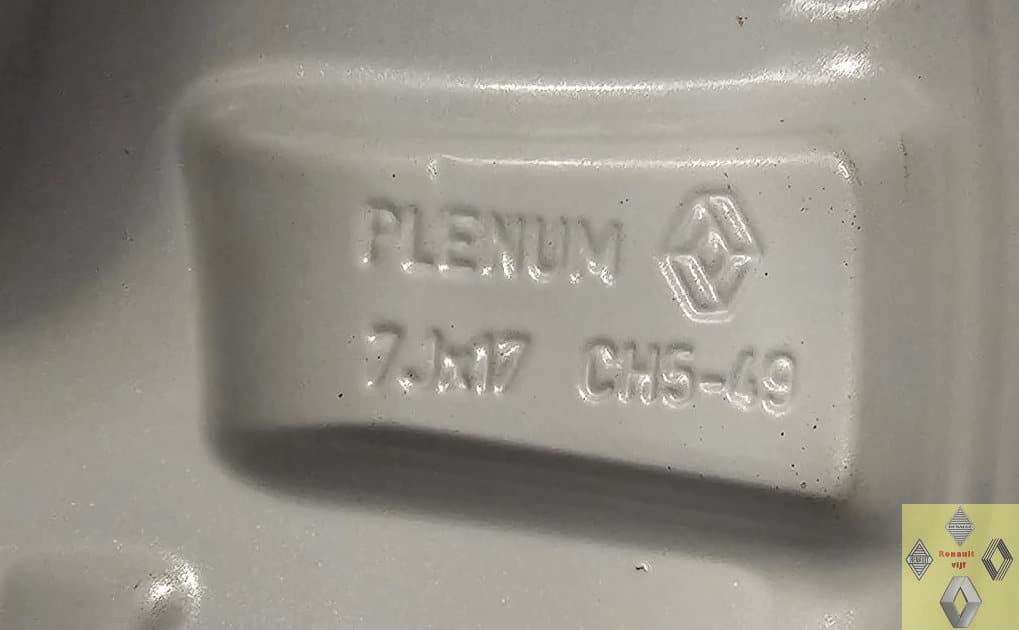 PLENUM
7Jx17 CH5-49
Renault
vijf